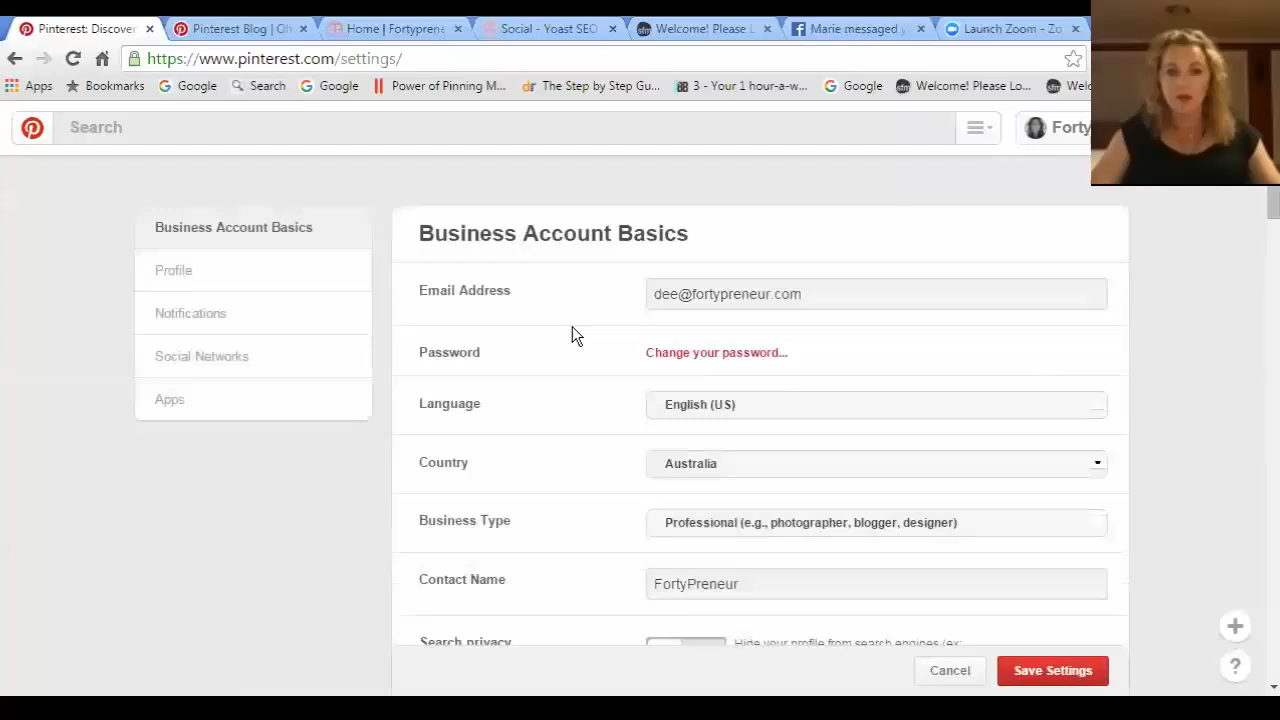 Pinterest: Discover
Pinterest Blog | Of
Home | Fortyprene
Social - Yoast SEO
Welcome! Please L
Marie messaged y
Launch Zoom - Zo
https://www.pinterest.com/settings/
Apps
Bookmarks
Google
Search
Google
Power of Pinning M...
The Step by Step Gu...
3 - Your 1 hour-a-w...
Google
Welcome! Please Lo...
Wel
Search
Forty
Business Account Basics
Profile
Notifications
Social Networks
Apps
Business Account Basics
Email Address
dee@fortypreneur.com
Password
Change your password...
Language
English (US)
Country
Australia
Business Type
Professional (e.g., photographer, blogger, designer)
Contact Name
FortyPreneur
Search privacy
Hide your profile from search engines (ex:
Cancel
Save Settings